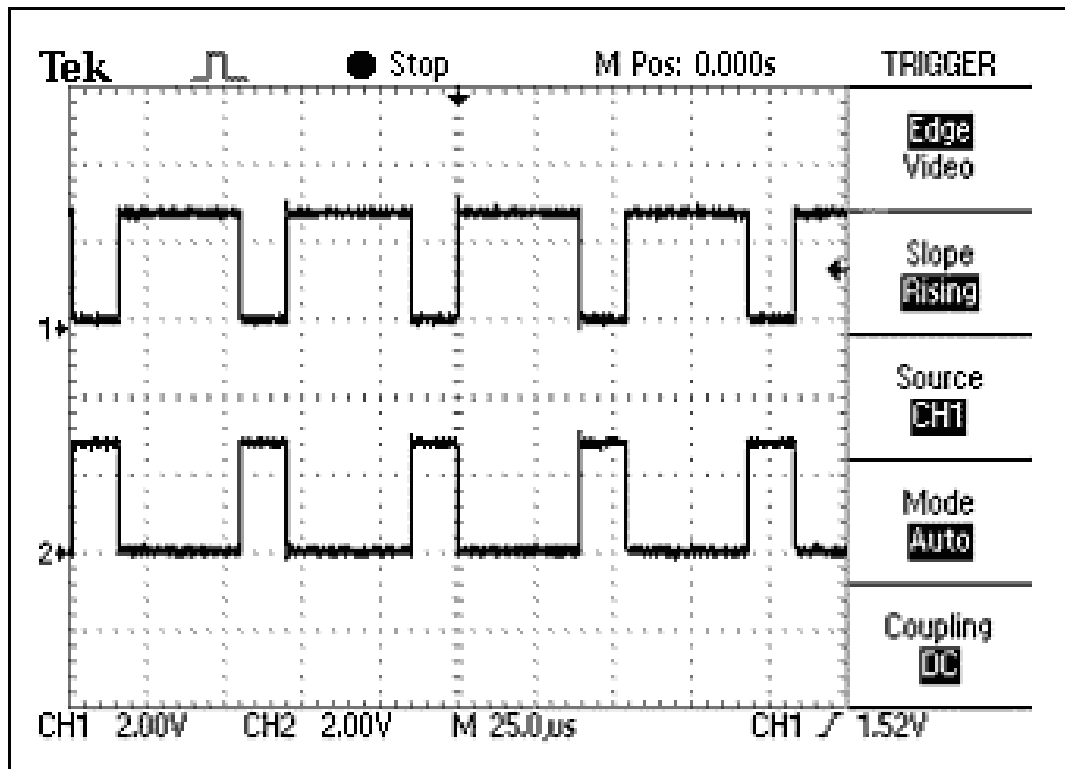 Tek Stop M Pos: 0.000s TRIGGER
Edge
Video
Slope
Rising
Source
CH1
Mode
Auto
Coupling
DC
1
2
CH1 2.00V CH2 2.00V M 25.0µs CH1 1.52V